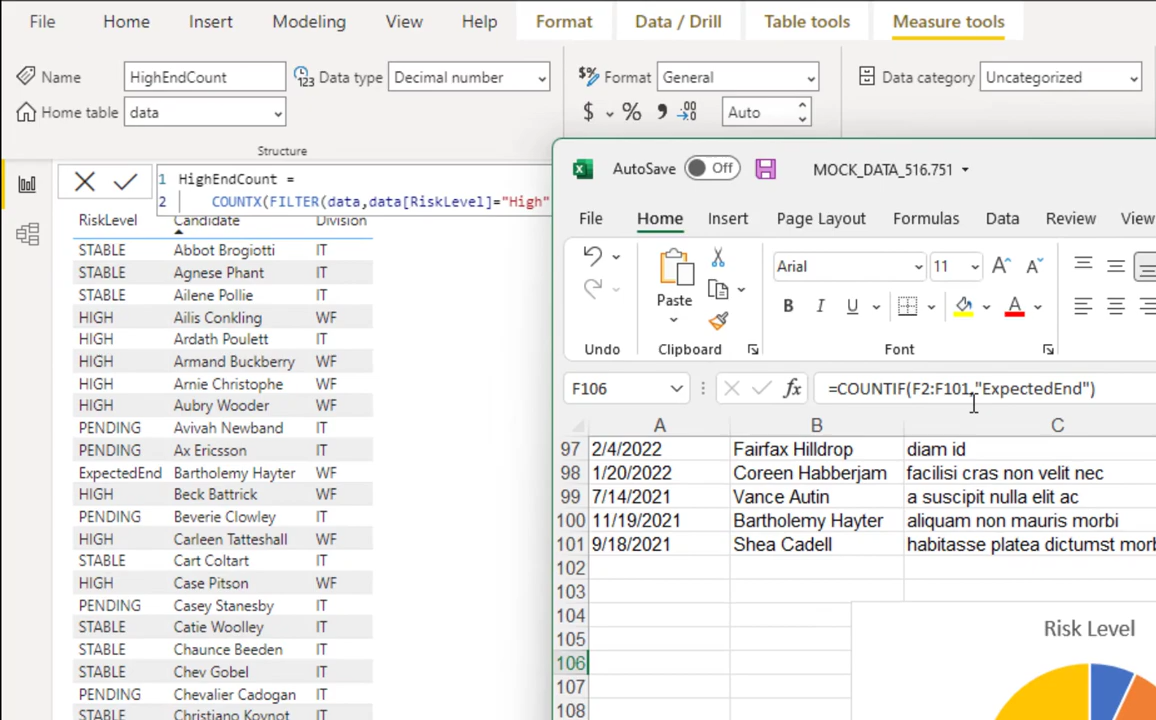 File Home Insert Modeling View Help Format Data / Drill Table tools Measure tools
Name HighEndCount Data type Decimal number Format General Data category Uncategorized
Home table data $ % , .00 Auto
Structure
1 HighEndCount =
2 COUNTX(FILTER(data,data[RiskLevel]="High"
RiskLevel Candidate Division
STABLE Abbot Brogiotti IT
STABLE Agnese Phant IT
STABLE Ailene Pollie IT
HIGH Ailis Conkling WF
HIGH Ardath Poulett IT
HIGH Armand Buckberry WF
HIGH Arnie Christophe WF
HIGH Aubry Wooder WF
PENDING Avivah Newband IT
PENDING Ax Ericsson IT
ExpectedEnd Bartholemy Hayter WF
HIGH Beck Battrick WF
PENDING Beverie Clowley IT
HIGH Carleen Tatteshall WF
STABLE Cart Coltart IT
HIGH Case Pitson WF
PENDING Casey Stanesby IT
STABLE Catie Woolley IT
STABLE Chaunce Beeden IT
STABLE Chev Gobel IT
PENDING Chevalier Cadogan IT
STABLE Christiano Koynot IT
AutoSave Off MOCK_DATA_516.751
File Home Insert Page Layout Formulas Data Review View
Paste Arial 11 A A
B I U A
Undo Clipboard Font
F106 fx =COUNTIF(F2:F101,"ExpectedEnd")
A B C
97 2/4/2022 Fairfax Hilldrop diam id
98 1/20/2022 Coreen Habberjam facilisi cras non velit nec
99 7/14/2021 Vance Autin a suscipit nulla elit ac
100 11/19/2021 Bartholemy Hayter aliquam non mauris morbi
101 9/18/2021 Shea Cadell habitasse platea dictumst morb
102
103
104
105
106
107
108
Risk Level